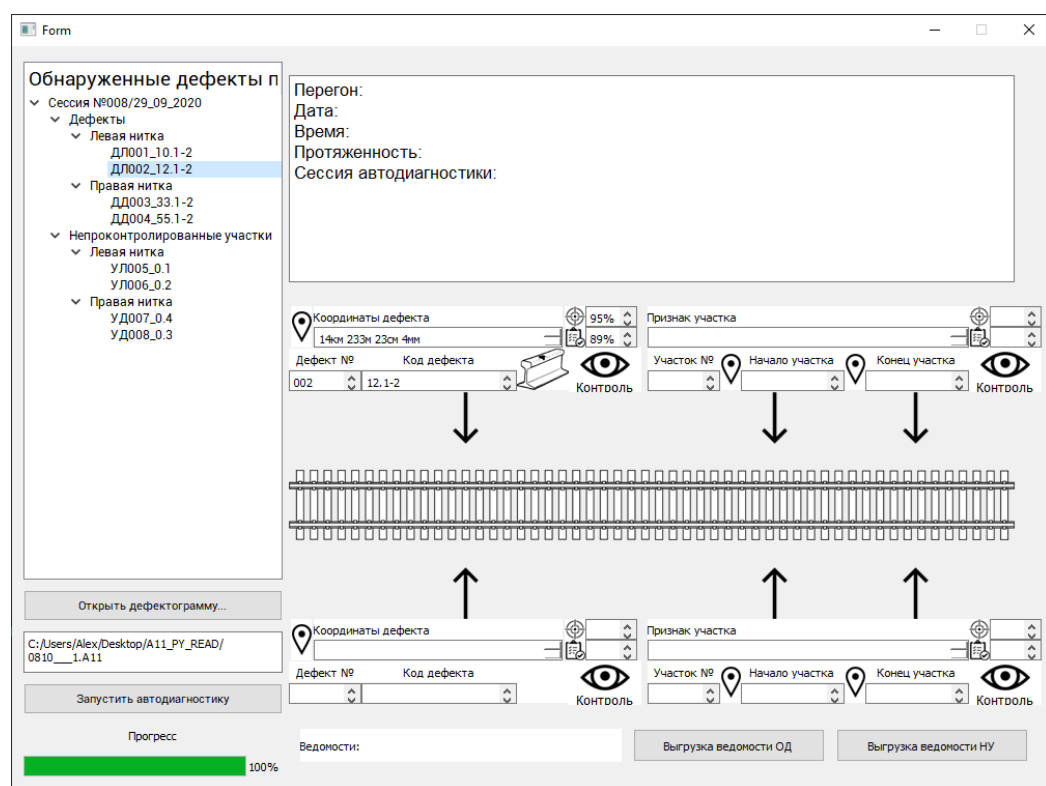 Form
Обнаруженные дефекты п
Сессия №008/29_09_2020
Дефекты
Левая нитка
ДЛ001_10.1-2
ДЛ002_12.1-2
Правая нитка
ДД003_33.1-2
ДД004_55.1-2
Непроконтролированные участки
Левая нитка
УЛ005_0.1
УЛ006_0.2
Правая нитка
УД007_0.4
УД008_0.3
Открыть дефектограмму...
C:/Users/Alex/Desktop/A11_PY_READ/
0810___1.A11
Запустить автодиагностику
Прогресс
100%
Перегон:
Дата:
Время:
Протяженность:
Сессия автодиагностики:
Координаты дефекта
95%
14км 233м 23см 4мм
89%
Дефект № Код дефекта
002 12.1-2
Контроль
Признак участка
Участок № Начало участка Конец участка
Контроль
Координаты дефекта
Дефект № Код дефекта
Контроль
Признак участка
Участок № Начало участка Конец участка
Контроль
Ведомости:
Выгрузка ведомости ОД
Выгрузка ведомости НУ